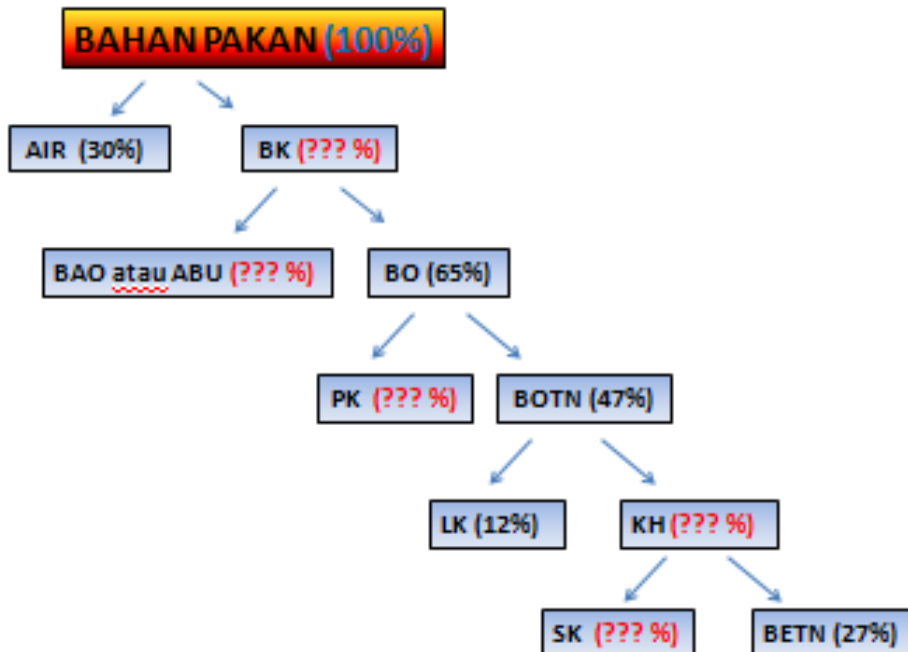 BAHAN PAKAN (100%)
AIR (30%)
BK (??? %)
BAO atau ABU (??? %)
BO (65%)
PK (??? %)
BOTN (47%)
LK (12%)
KH (??? %)
SK (??? %)
BETN (27%)